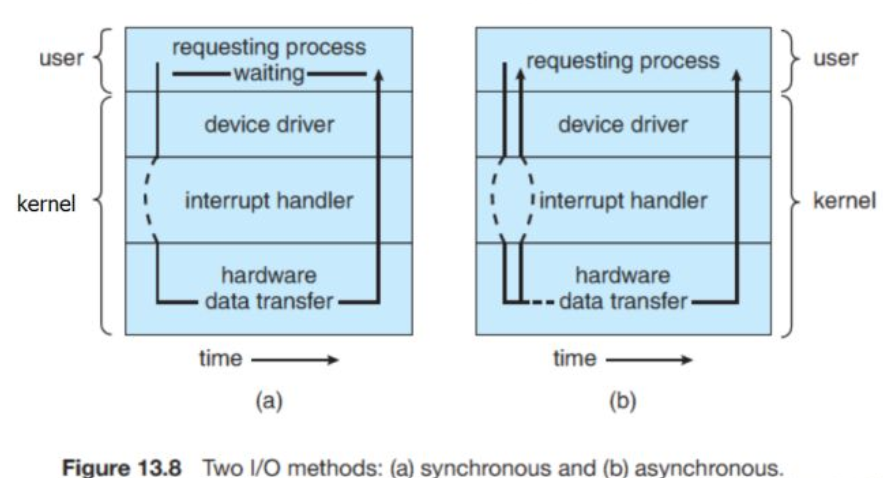 user
requesting process
waiting
device driver
kernel
interrupt handler
hardware
data transfer
time
(a)
requesting process
user
device driver
interrupt handler
kernel
hardware
data transfer
time
(b)
Figure 13.8 Two I/O methods: (a) synchronous and (b) asynchronous.